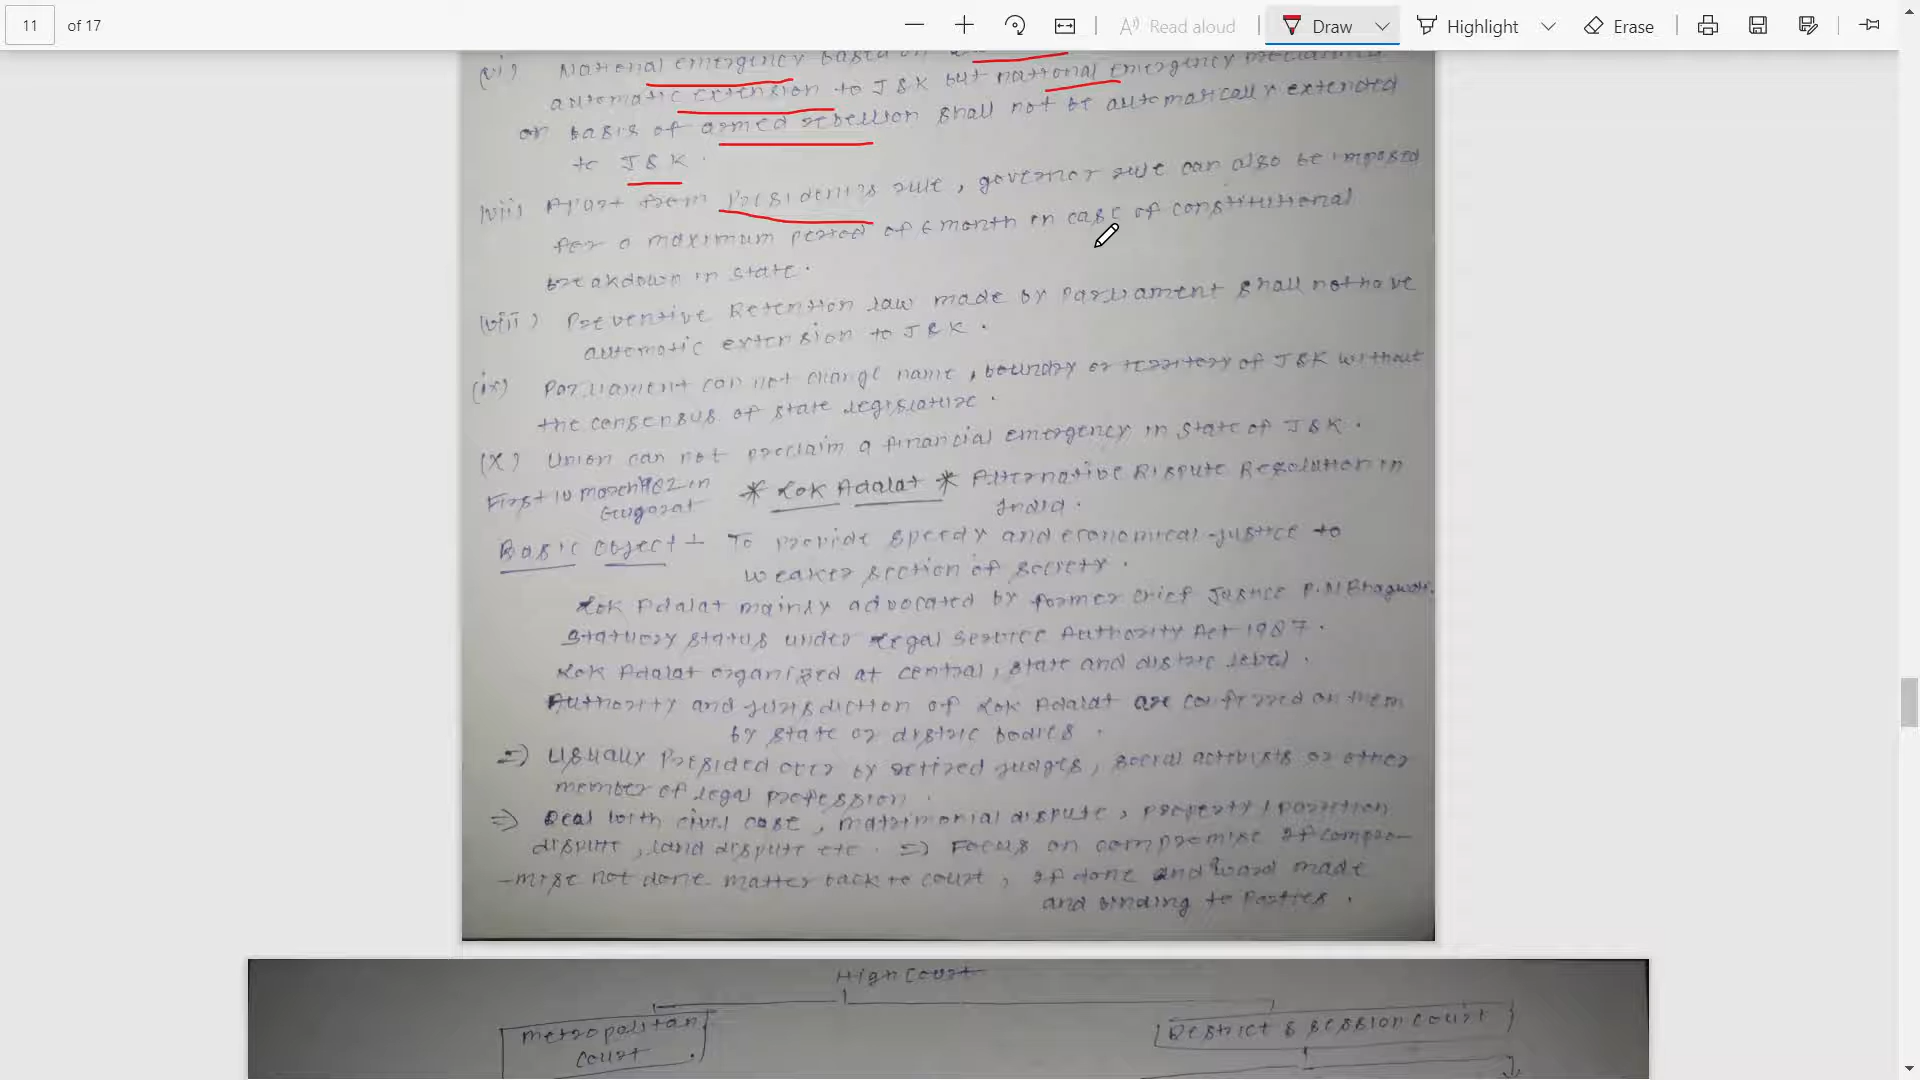 11 of 17 Read aloud Draw Highlight Erase
(vi) National emergency based on
automatic extension to J&K but national emergency proclaimed
on basis of armed rebellion shall not be automatically extended
to J&K.
(vii) Apart from Presidents rule, governor rule can also be imposed
for a maximum period of 6 month in case of constitutional
breakdown in state.
(viii) Preventive Detention law made by Parliament shall not have
automatic extension to J&K.
(ix) Parliament can not change name, boundry or territory of J&K without
the consensus of state legislature.
(x) Union can not proclaim a financial emergency in state of J&K.
First 14 march 1982 in
Gugarat
* Lok Adalat * Alternative Dispute Resolution in
India.
Basic Object - To provide speedy and economical justice to
weaker section of society.
Lok Adalat mainly advocated by former chief Justice P.N Bhagwati.
Statuory status under Legal Service Authority Act 1987.
Lok Adalat organized at central, state and distric level.
Authority and jurisdiction of Lok Adalat are conferred on them
by state or distric bodies.
=) Usually Presided over by retired judges, social activists or other
member of legal profession.
=) Deal with civil case, matrimonial dispute, property/partition
dispute, land dispute etc. =) Focus on compromise If compro-
-mise not done matter back to court, If done and made
and binding to Parties.
High Court
metropolitan
court.
District & session court